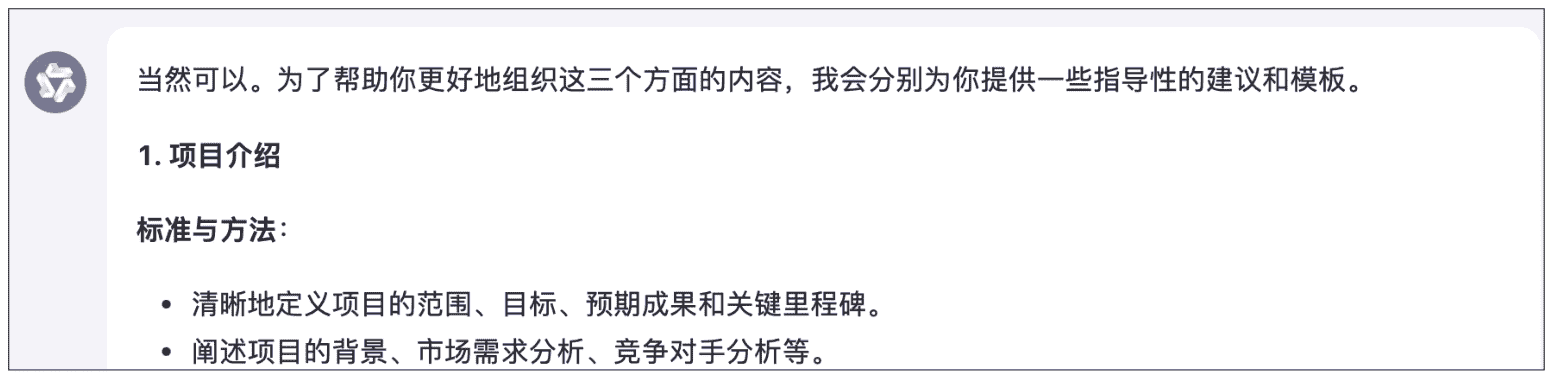 当然可以。为了帮助你更好地组织这三个方面的内容，我会分别为你提供一些指导性的建议和模板。
1. 项目介绍
标准与方法：
• 清晰地定义项目的范围、目标、预期成果和关键里程碑。
• 阐述项目的背景、市场需求分析、竞争对手分析等。